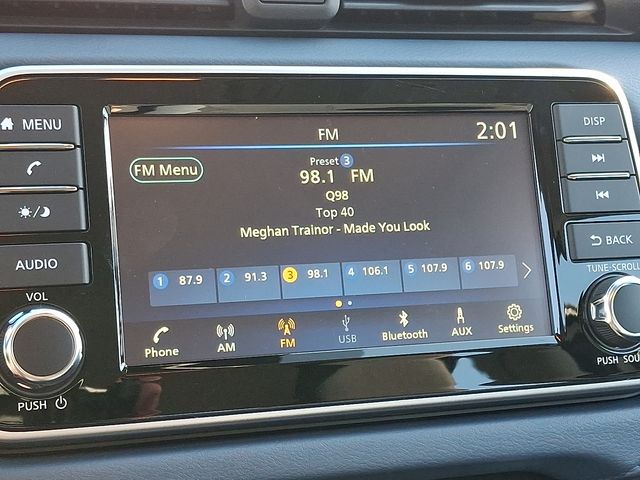 MENU
AUDIO
VOL
PUSH
FM
2:01
FM Menu
Preset 3
98.1 FM
Q98
Top 40
Meghan Trainor - Made You Look
1 87.9
2 91.3
3 98.1
4 106.1
5 107.9
6 107.9
Phone
AM
FM
USB
Bluetooth
AUX
Settings
DISP
BACK
TUNE·SCROLL
PUSH SOU